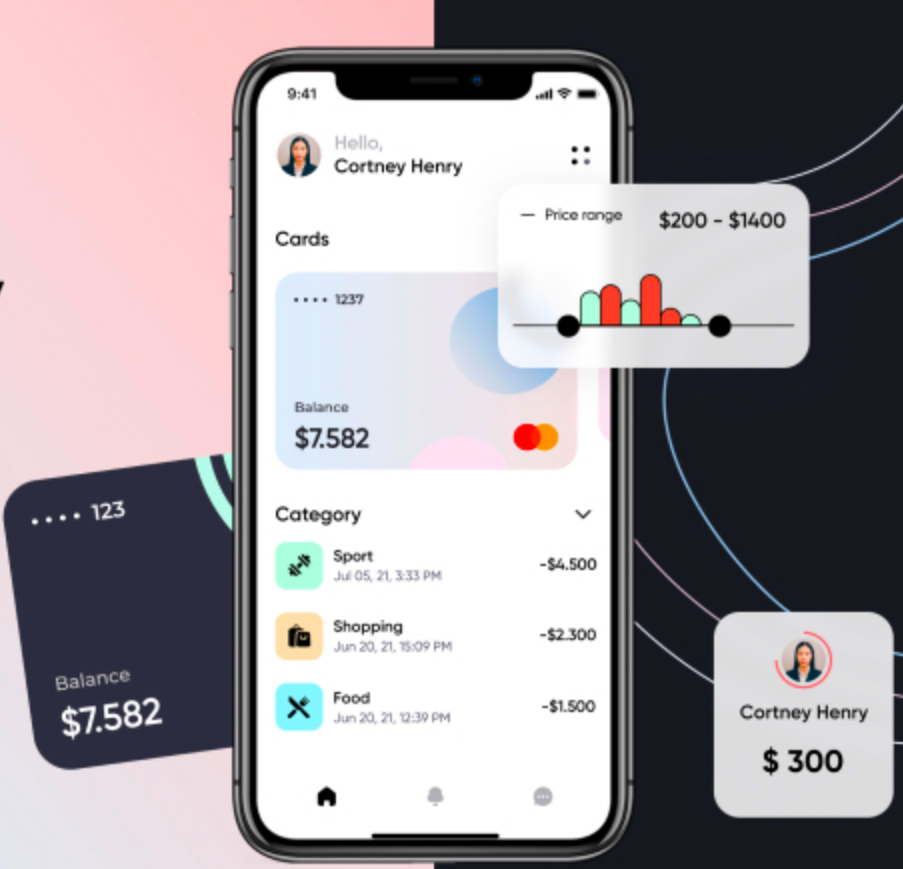 9:41
Hello,
Cortney Henry
Price range $200 - $1400
Cards
•••• 1237
Balance
$7.582
•••• 123
Balance
$7.582
Category
Sport
Jul 05, 21, 3:33 PM
-$4.500
Shopping
Jun 20, 21, 15:09 PM
-$2.300
Food
Jun 20, 21, 12:39 PM
-$1.500
Cortney Henry
$ 300